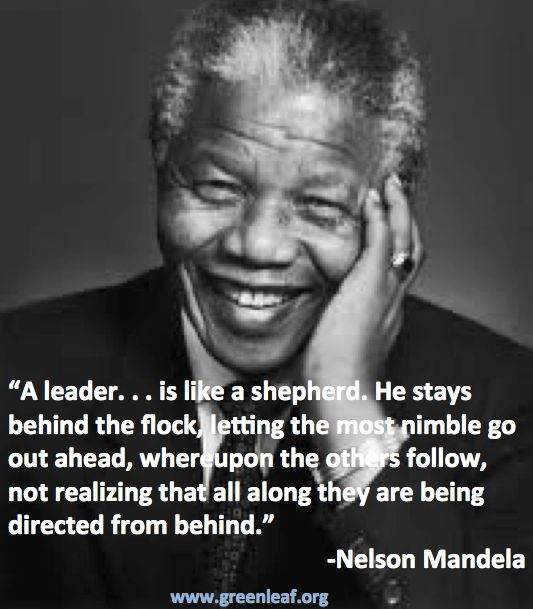 “A leader. . . is like a shepherd. He stays
behind the flock, letting the most nimble go
out ahead, whereupon the others follow,
not realizing that all along they are being
directed from behind.”
-Nelson Mandela
www.greenleaf.org